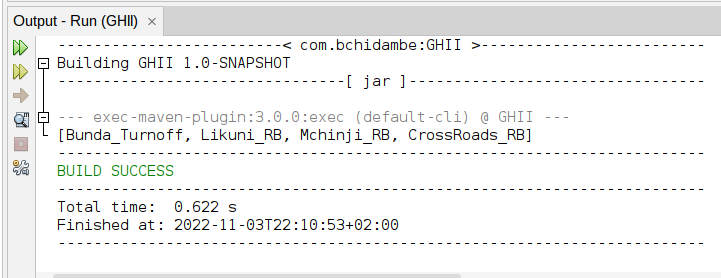 Output - Run (GHII) ×
-------------------------< com.bchidambe:GHII >-------------------------
Building GHII 1.0-SNAPSHOT
--------------------------------[ jar ]---------------------------------
--- exec-maven-plugin:3.0.0:exec (default-cli) @ GHII ---
[Bunda_Turnoff, Likuni_RB, Mchinji_RB, CrossRoads_RB]
------------------------------------------------------------------------
BUILD SUCCESS
------------------------------------------------------------------------
Total time:  0.622 s
Finished at: 2022-11-03T22:10:53+02:00
------------------------------------------------------------------------